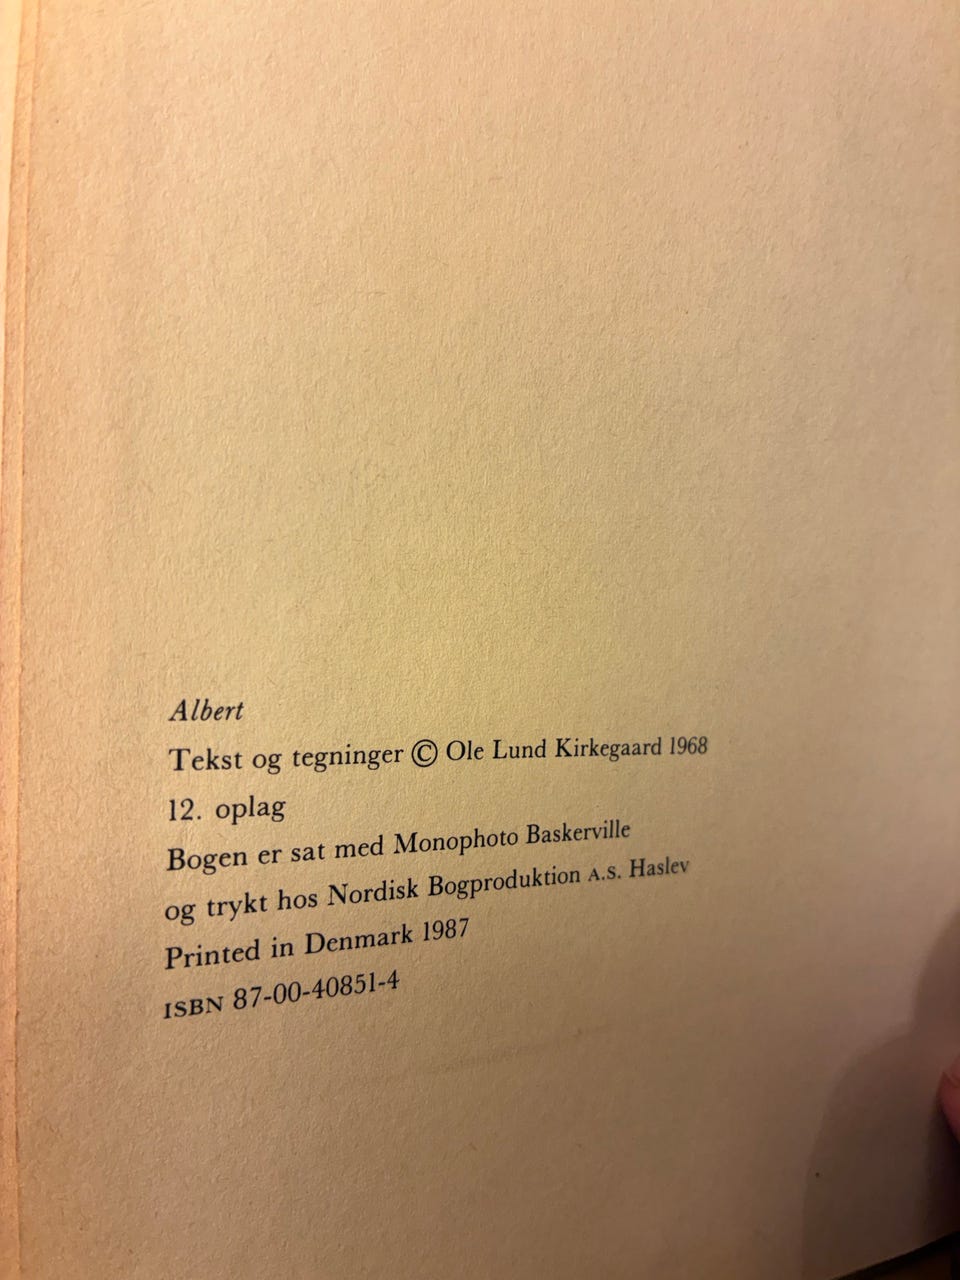 Albert
Tekst og tegninger © Ole Lund Kirkegaard 1968
12. oplag
Bogen er sat med Monophoto Baskerville
og trykt hos Nordisk Bogproduktion A.S. Haslev
Printed in Denmark 1987
ISBN 87-00-40851-4